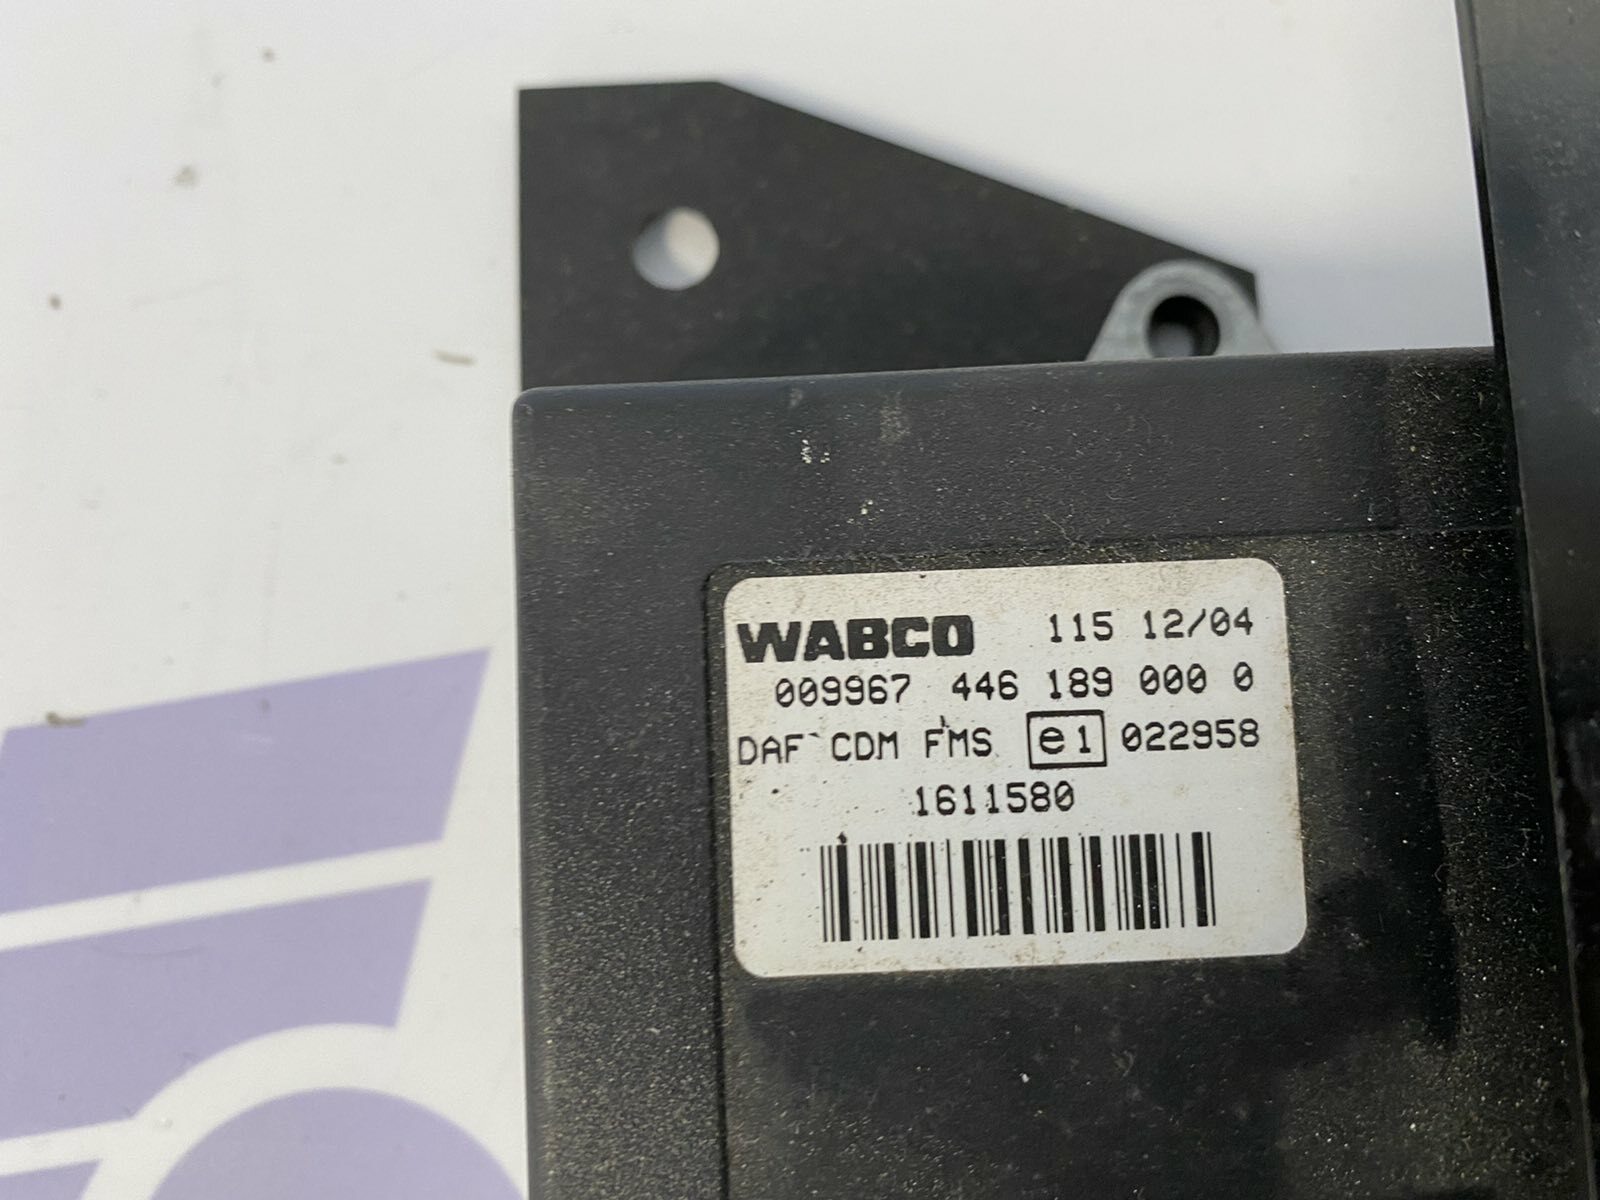 WABCO 115 12/04
009967 446 189 000 0
DAF CDM FMS e1 022958
1611580